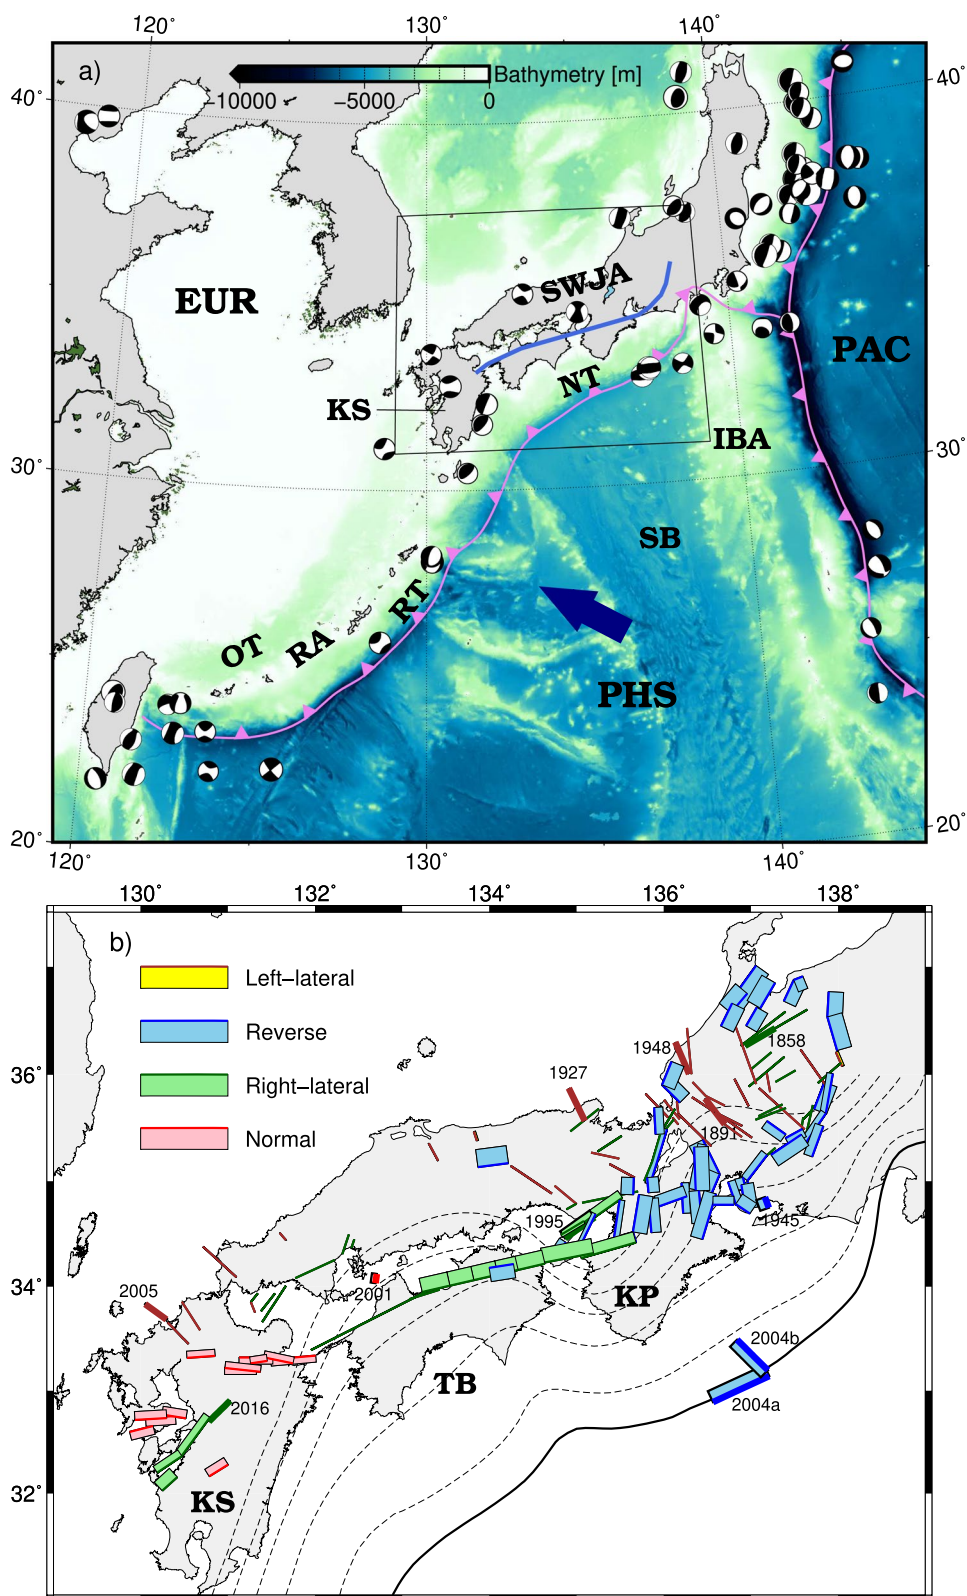 120° 130° 140°
a)
Bathymetry [m]
−10000 −5000 0
40° 40°
EUR
SWJA
PAC
NT
KS
IBA
30° 30°
SB
RT
OT RA
PHS
20° 20°
120° 130° 140°
130° 132° 134° 136° 138°
b)
Left−lateral
Reverse
Right−lateral
Normal
1948
1858
36°
1927
1891
1995
1945
34°
2005
2001
KP
2004b
TB
2004a
2016
32°
KS